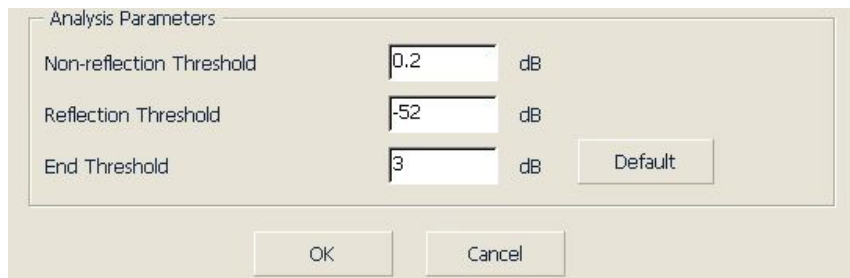 Analysis Parameters
Non-reflection Threshold 0.2 dB
Reflection Threshold -52 dB
End Threshold 3 dB Default
OK Cancel